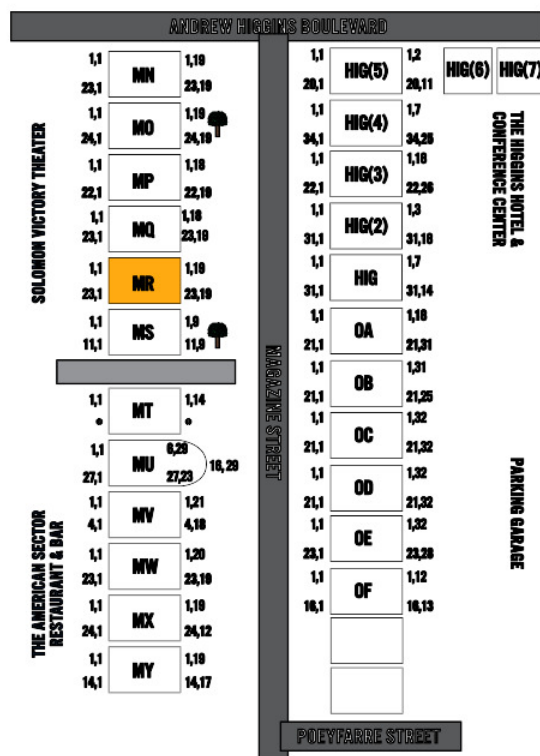 ANDREW HIGGINS BOULEVARD
1,1 MN 1,19
23,1 23,19
1,1 MO 1,19
24,1 24,19
1,1 MP 1,18
22,1 22,19
1,1 MQ 1,18
23,1 23,19
1,1 MR 1,19
23,1 23,19
1,1 MS 1,9
11,1 11,9
SOLOMON VICTORY THEATER
1,1 MT 1,14
1,1 MU 6,29
27,1 27,23 16,29
1,1 MV 1,21
4,1 4,18
1,1 MW 1,20
23,1 23,19
1,1 MX 1,19
24,1 24,12
1,1 MY 1,19
14,1 14,17
THE AMERICAN SECTOR
RESTAURANT & BAR
MAGAZINE STREET
1,1 HIG(5) 1,2
20,11
HIG(6) HIG(7)
1,1 HIG(4) 1,7
34,1 34,25
1,1 HIG(3)
22,1 22,26
1,1 HIG(2) 1,3
31,1
1,1 HIG 1,7
31,1 31,14
1,1 OA
21,1 21,31
1,1 OB 1,31
21,1 21,25
1,1 OC 1,32
21,1 21,32
1,1 OD 1,32
21,1 21,32
1,1 OE 1,32
23,1 23,28
1,1 OF 1,12
16,1 16,13
THE HIGGINS HOTEL &
CONFERENCE CENTER
PARKING GARAGE
POEYFARRE STREET